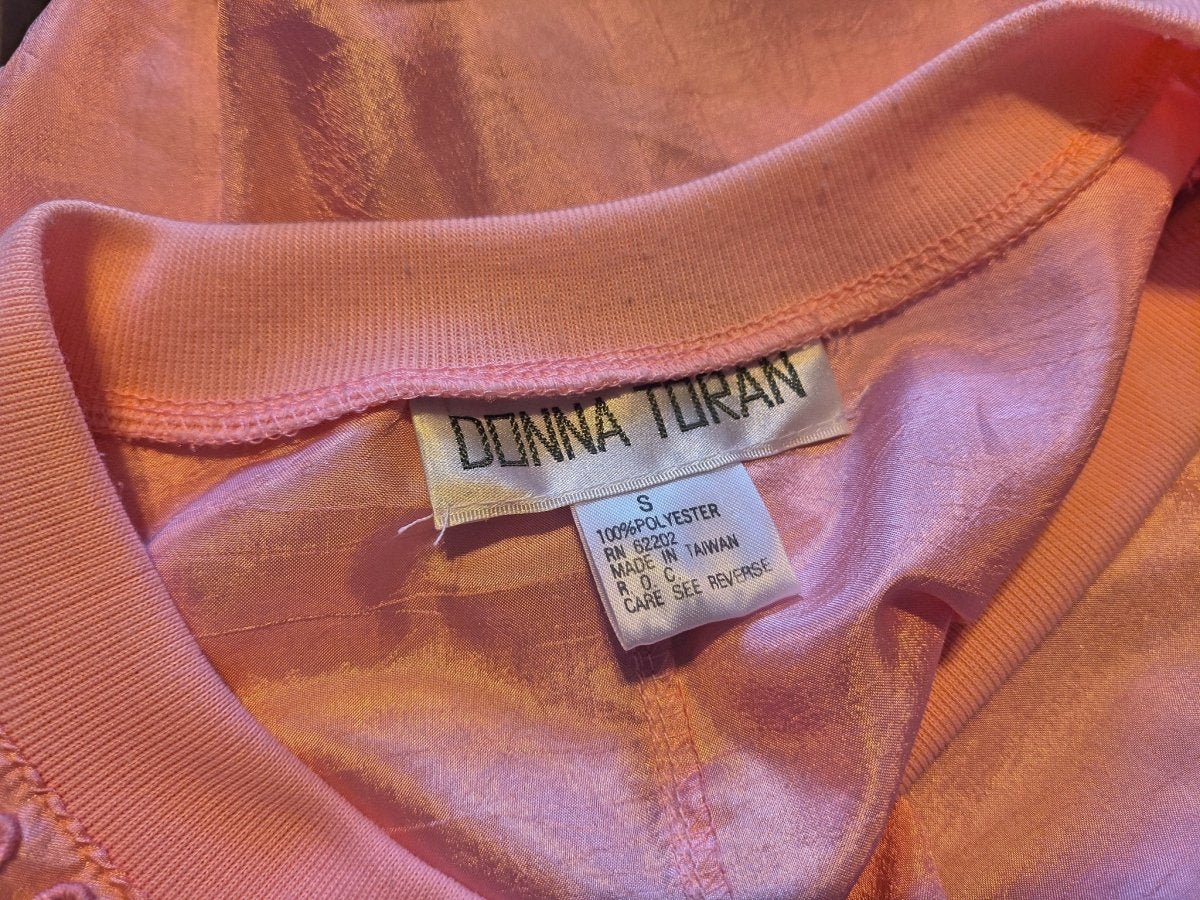 DONNA TORAN
S
100%POLYESTER
RN 62202
MADE IN TAIWAN
R. O. C
CARE SEE REVERSE